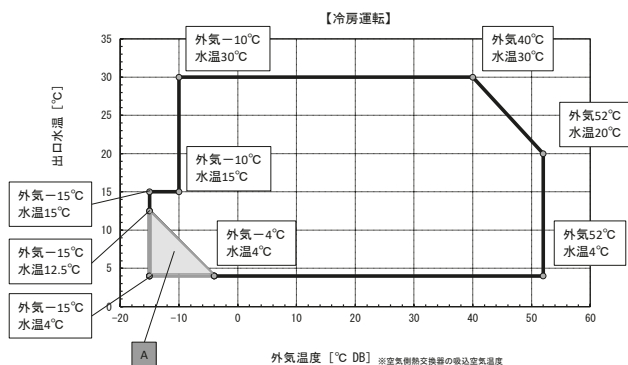 【冷房運転】
外気－10℃
水温30℃
外気40℃
水温30℃
外気52℃
水温20℃
外気－10℃
水温15℃
外気－15℃
水温15℃
外気－15℃
水温12.5℃
外気－4℃
水温4℃
外気52℃
水温4℃
外気－15℃
水温4℃
A
出口水温［℃］
35
30
25
20
15
10
5
0
-20
-10
0
10
20
30
40
50
60
外気温度［℃ DB］ ※空気側熱交換器の吸込空気温度